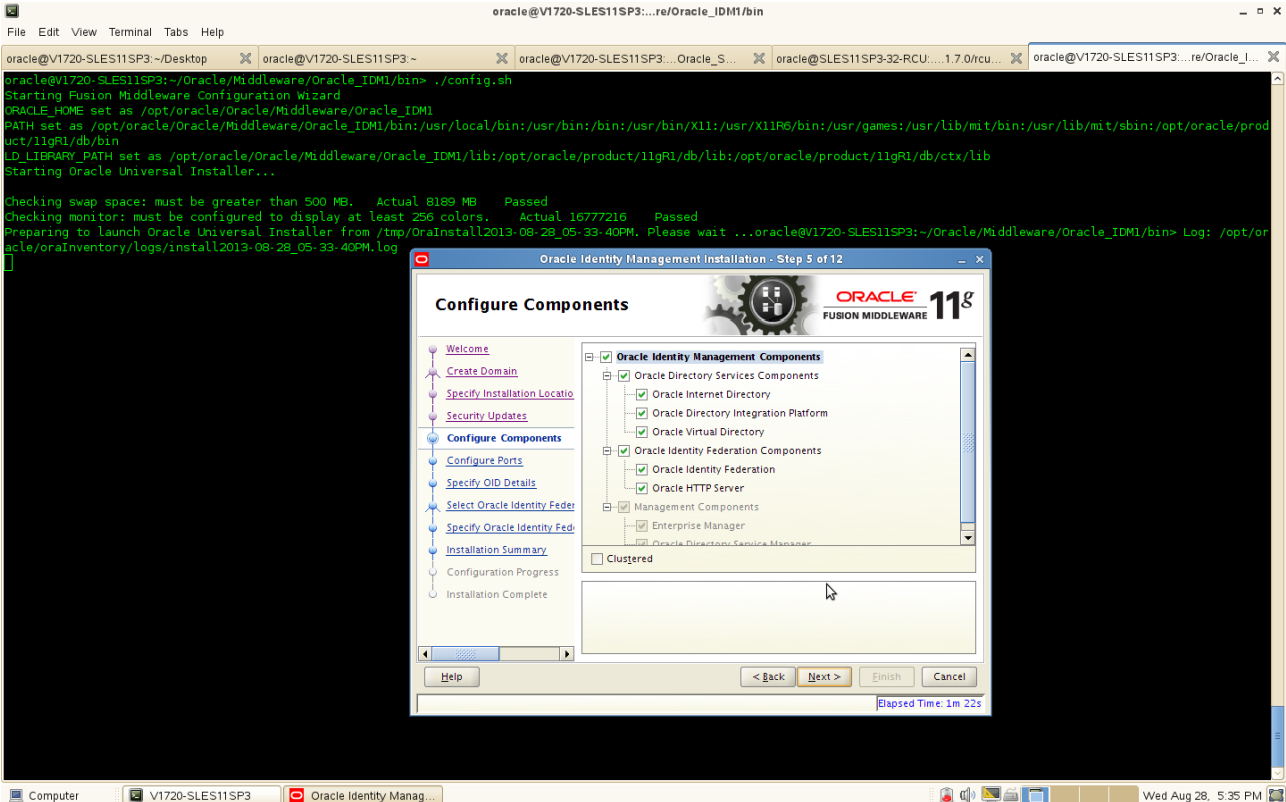 oracle@V1720-SLES11SP3:...re/Oracle_IDM1/bin
File Edit View Terminal Tabs Help
oracle@V1720-SLES11SP3:~/Desktop
oracle@V1720-SLES11SP3:~
oracle@V1720-SLES11SP3:...Oracle_S...
oracle@SLES11SP3-32-RCU:....1.7.0/rcu...
oracle@V1720-SLES11SP3:...re/Oracle_I...
oracle@V1720-SLES11SP3:~/Oracle/Middleware/Oracle_IDM1/bin> ./config.sh
Starting Fusion Middleware Configuration Wizard
ORACLE_HOME set as /opt/oracle/Oracle/Middleware/Oracle_IDM1
PATH set as /opt/oracle/Oracle/Middleware/Oracle_IDM1/bin:/usr/local/bin:/usr/bin:/bin:/usr/bin/X11:/usr/X11R6/bin:/usr/games:/usr/lib/mit/bin:/usr/lib/mit/sbin:/opt/oracle/prod
uct/11gR1/db/bin
LD_LIBRARY_PATH set as /opt/oracle/Oracle/Middleware/Oracle_IDM1/lib:/opt/oracle/product/11gR1/db/lib:/opt/oracle/product/11gR1/db/ctx/lib
Starting Oracle Universal Installer...
Checking swap space: must be greater than 500 MB. Actual 8189 MB Passed
Checking monitor: must be configured to display at least 256 colors. Actual 16777216 Passed
Preparing to launch Oracle Universal Installer from /tmp/OraInstall2013-08-28_05-33-40PM. Please wait ...oracle@V1720-SLES11SP3:~/Oracle/Middleware/Oracle_IDM1/bin> Log: /opt/or
acle/oraInventory/logs/install2013-08-28_05-33-40PM.log
Oracle Identity Management Installation - Step 5 of 12
Configure Components
ORACLE
FUSION MIDDLEWARE 11g
Welcome
Create Domain
Specify Installation Locatio
Security Updates
Configure Components
Configure Ports
Specify OID Details
Select Oracle Identity Feder
Specify Oracle Identity Fede
Installation Summary
Configuration Progress
Installation Complete
Oracle Identity Management Components
Oracle Directory Services Components
Oracle Internet Directory
Oracle Directory Integration Platform
Oracle Virtual Directory
Oracle Identity Federation Components
Oracle Identity Federation
Oracle HTTP Server
Management Components
Enterprise Manager
Oracle Directory Service Manager
Clustered
Help
< Back
Next >
Finish
Cancel
Elapsed Time: 1m 22s
Computer
V1720-SLES11SP3
Oracle Identity Manag...
Wed Aug 28, 5:35 PM